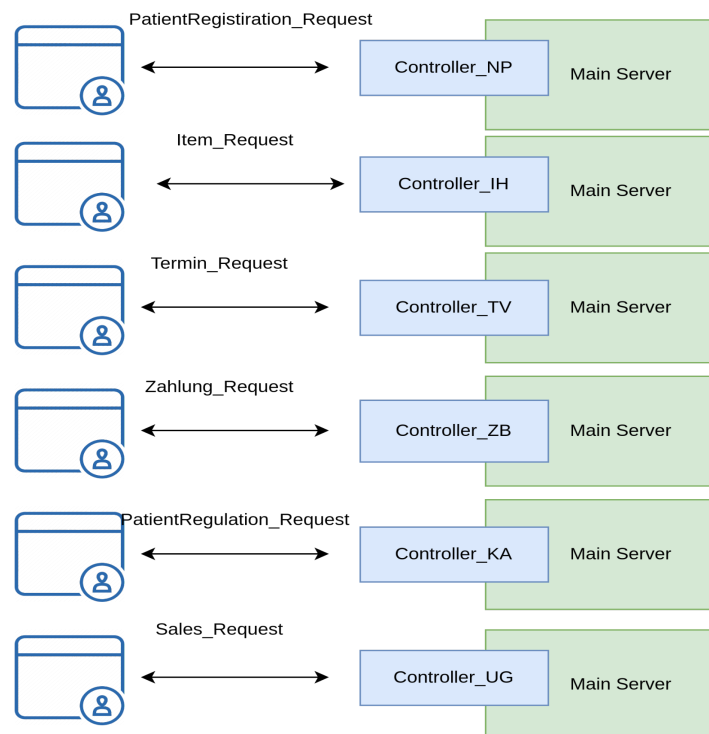 PatientRegistiration_Request
Controller_NP
Main Server
Item_Request
Controller_IH
Main Server
Termin_Request
Controller_TV
Main Server
Zahlung_Request
Controller_ZB
Main Server
PatientRegulation_Request
Controller_KA
Main Server
Sales_Request
Controller_UG
Main Server